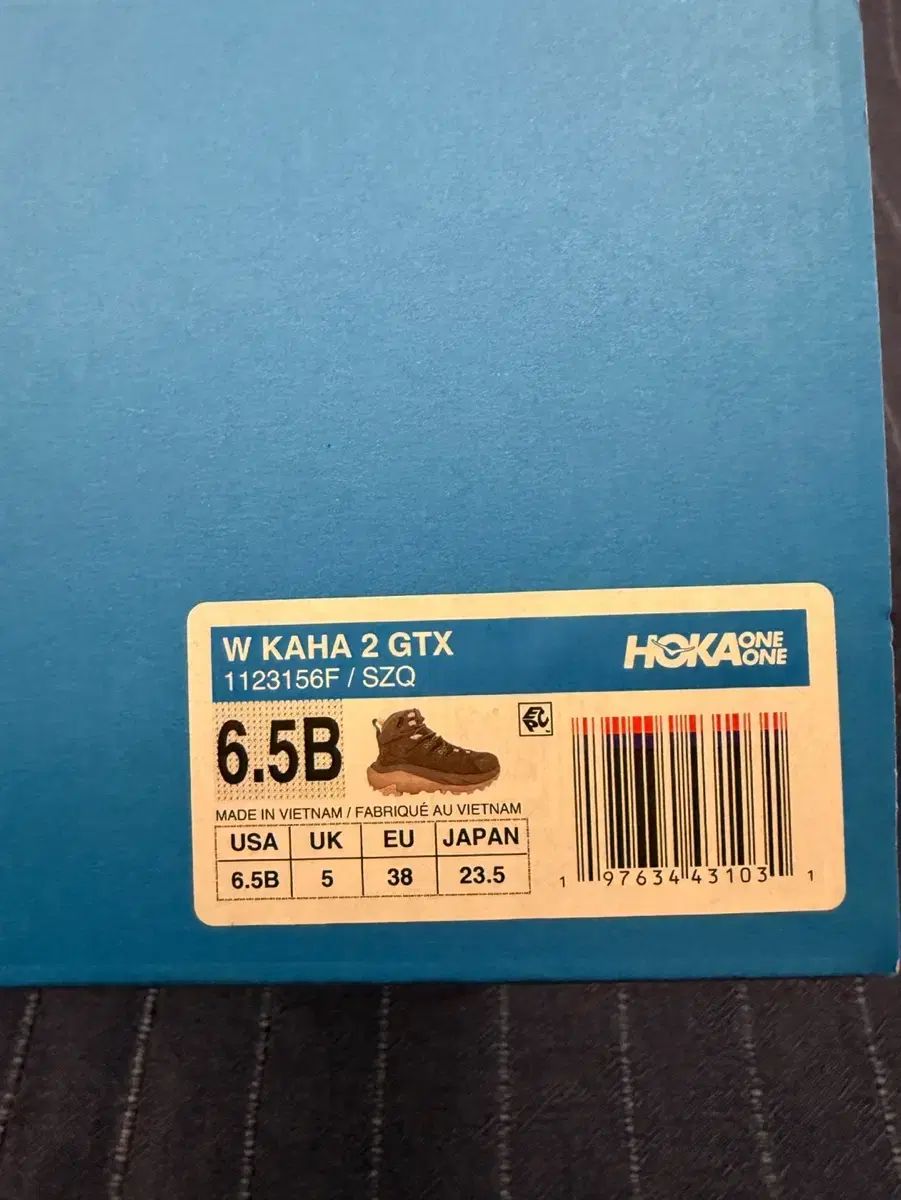 W KAHA 2 GTX
1123156F / SZQ
HOKA ONE ONE
6.5B
EPC
MADE IN VIETNAM / FABRIQUÉ AU VIETNAM
USA UK EU JAPAN
6.5B 5 38 23.5
1 97634 43103 1